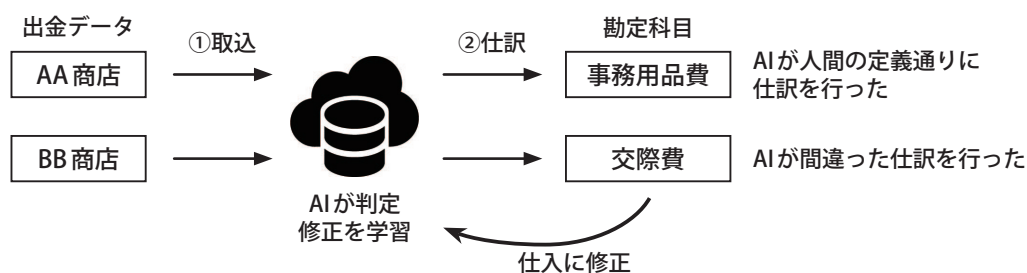 出金データ
①取込
②仕訳
勘定科目
AA商店
事務用品費
AIが人間の定義通りに
仕訳を行った
BB商店
交際費
AIが間違った仕訳を行った
AIが判定
修正を学習
仕入に修正